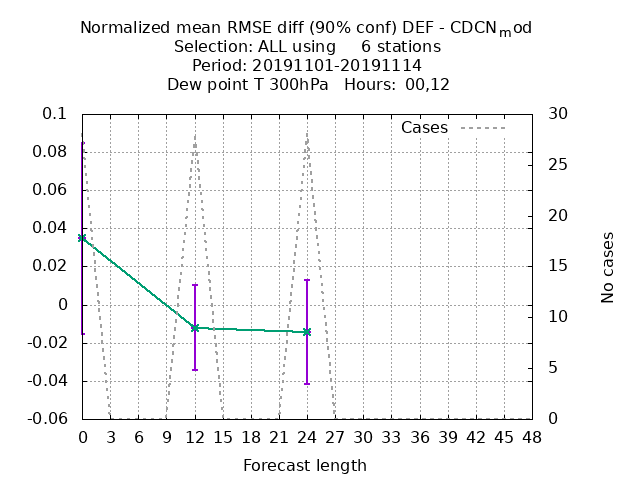 Normalized mean RMSE diff (90% conf) DEF - CDCNmod
Selection: ALL using     6 stations
Period: 20191101-20191114
Dew point T 300hPa   Hours:  00,12
Cases
0.1
0.08
0.06
0.04
0.02
0
-0.02
-0.04
-0.06
30
25
20
15
10
5
0
No cases
0 3 6 9 12 15 18 21 24 27 30 33 36 39 42 45 48
Forecast length